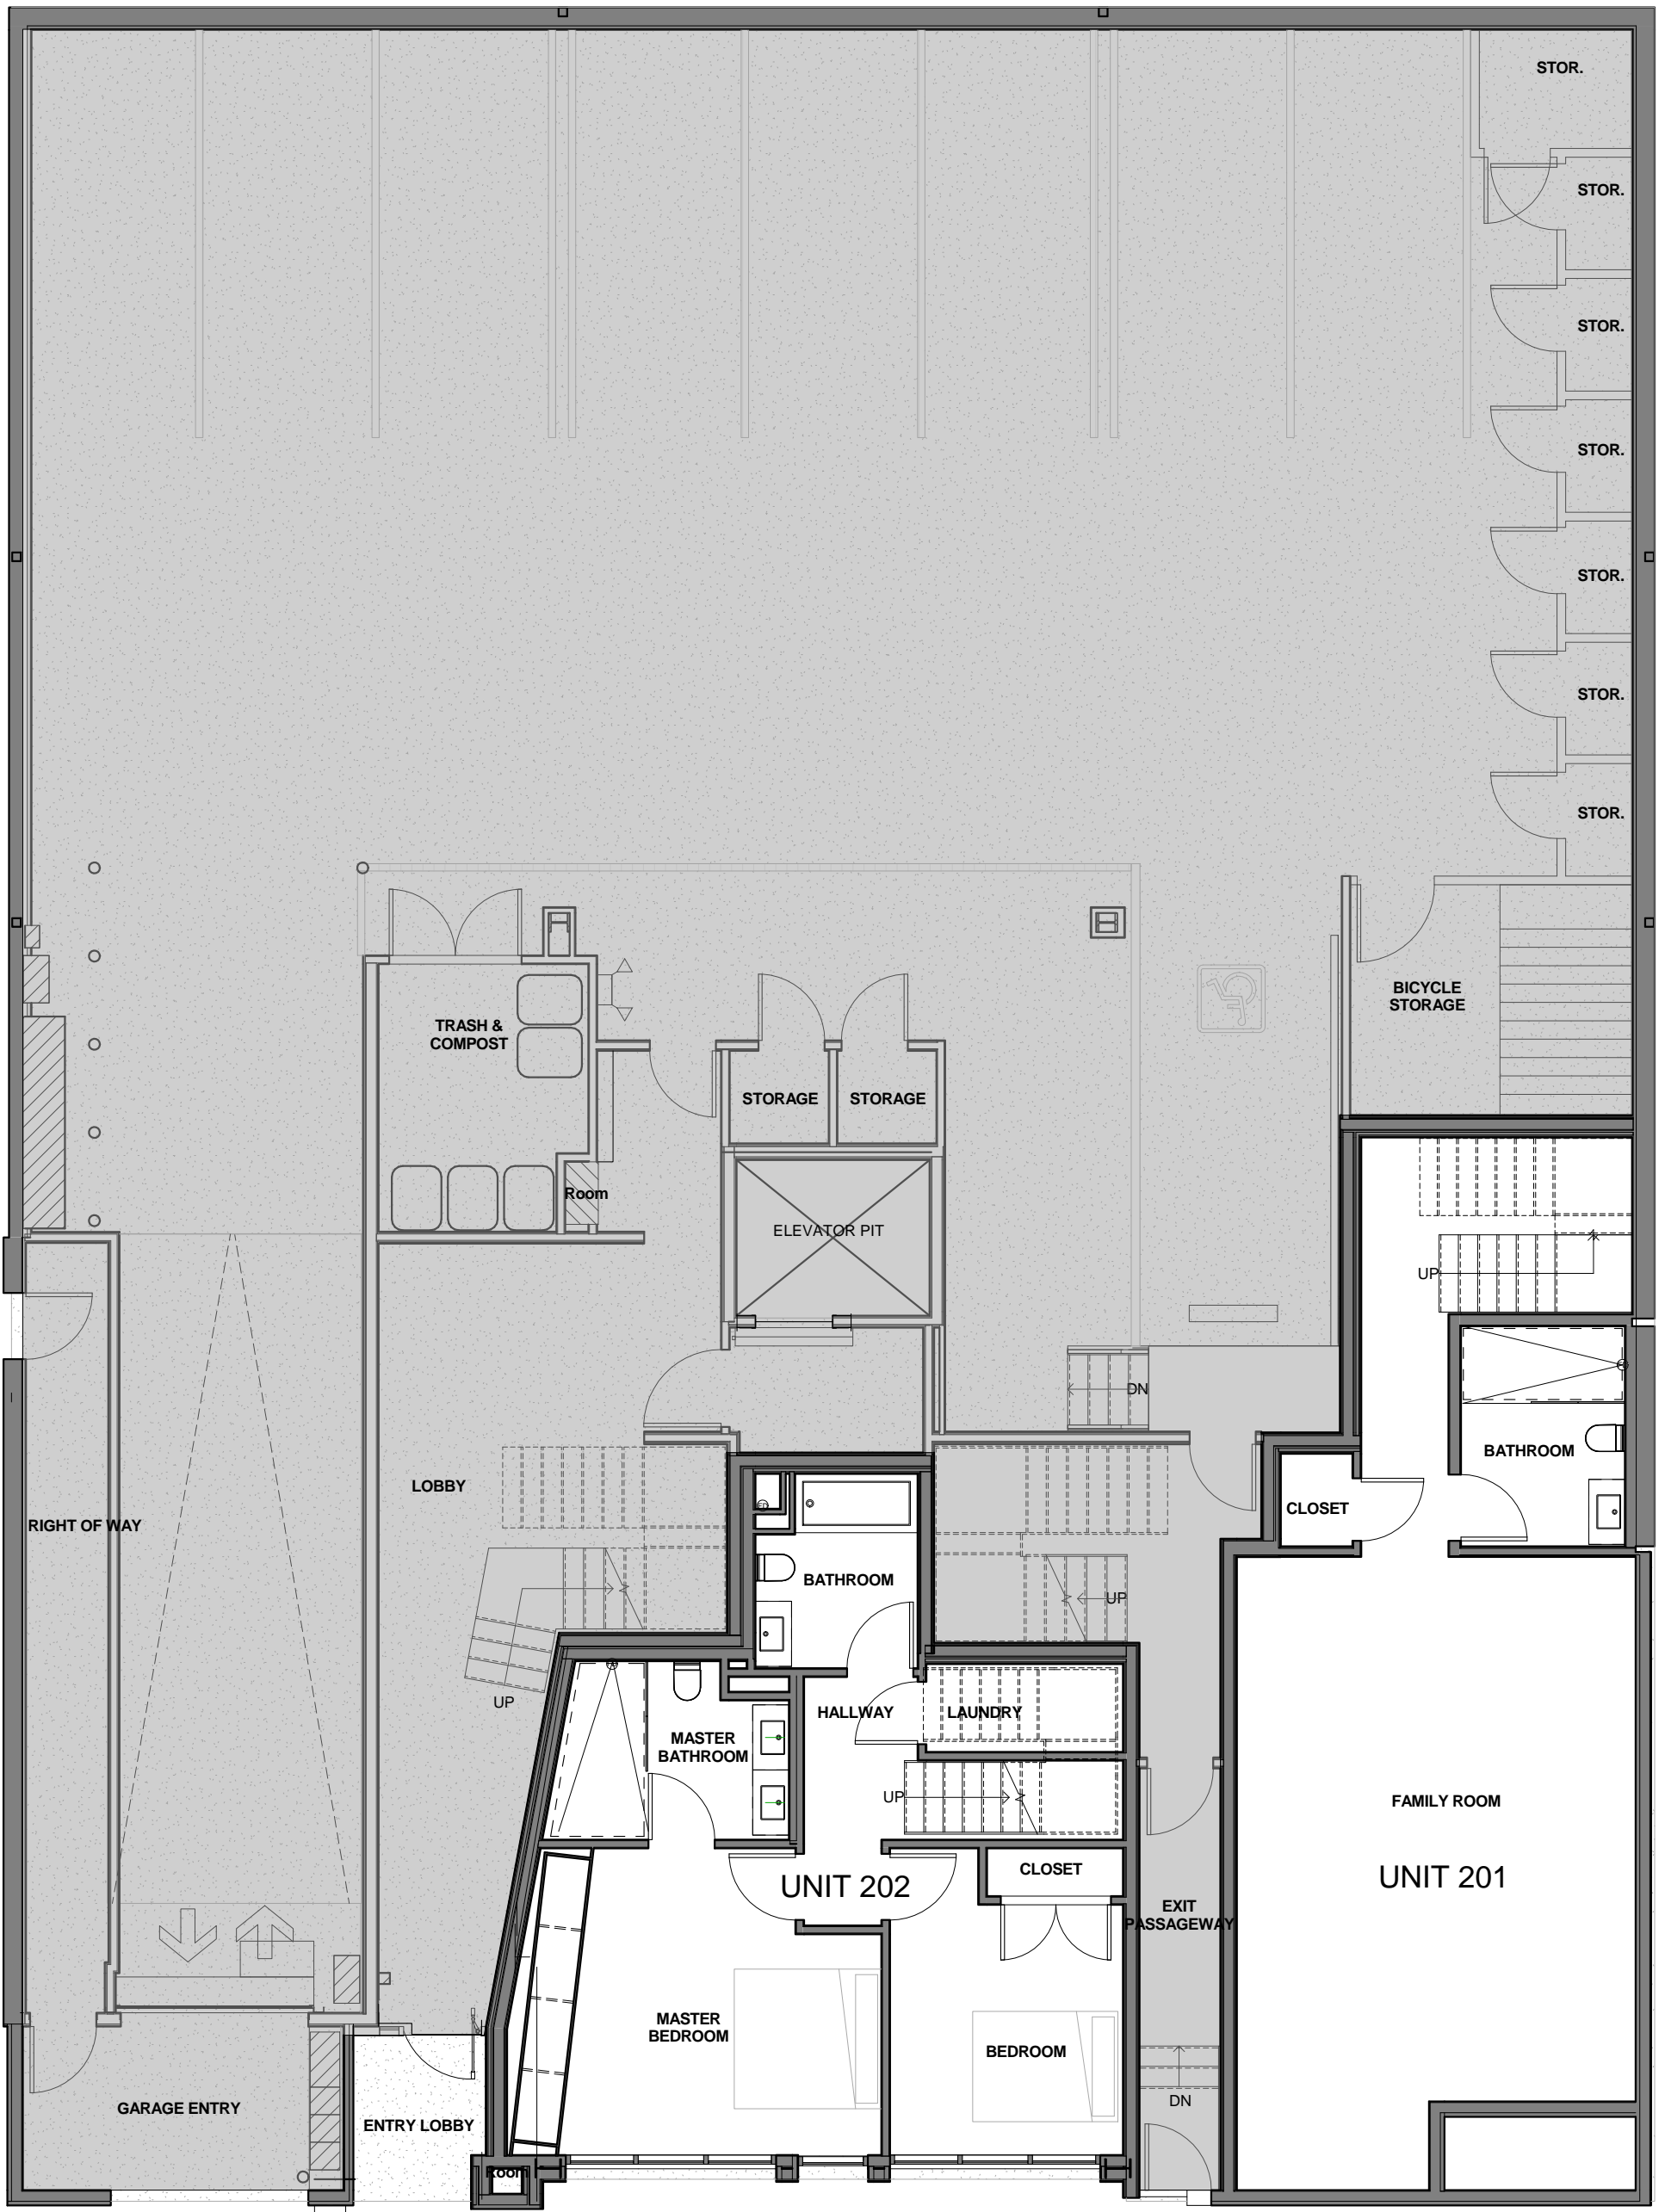 STOR.
STOR.
STOR.
STOR.
STOR.
STOR.
STOR.
BICYCLE
STORAGE
TRASH &
COMPOST
STORAGE
STORAGE
Room
ELEVATOR PIT
UP
DN
BATHROOM
LOBBY
CLOSET
RIGHT OF WAY
BATHROOM
UP
UP
HALLWAY
LAUNDRY
MASTER
BATHROOM
UP
FAMILY ROOM
CLOSET
UNIT 202
UNIT 201
EXIT
PASSAGEWAY
MASTER
BEDROOM
BEDROOM
DN
GARAGE ENTRY
ENTRY LOBBY
Room